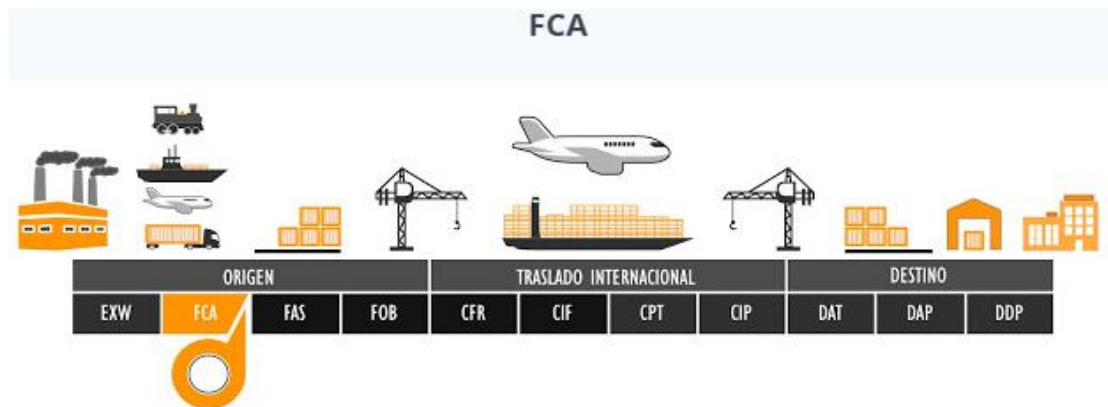 FCA
ORIGEN TRASLADO INTERNACIONAL DESTINO
EXW FCA FAS FOB CFR CIF CPT CIP DAT DAP DDP